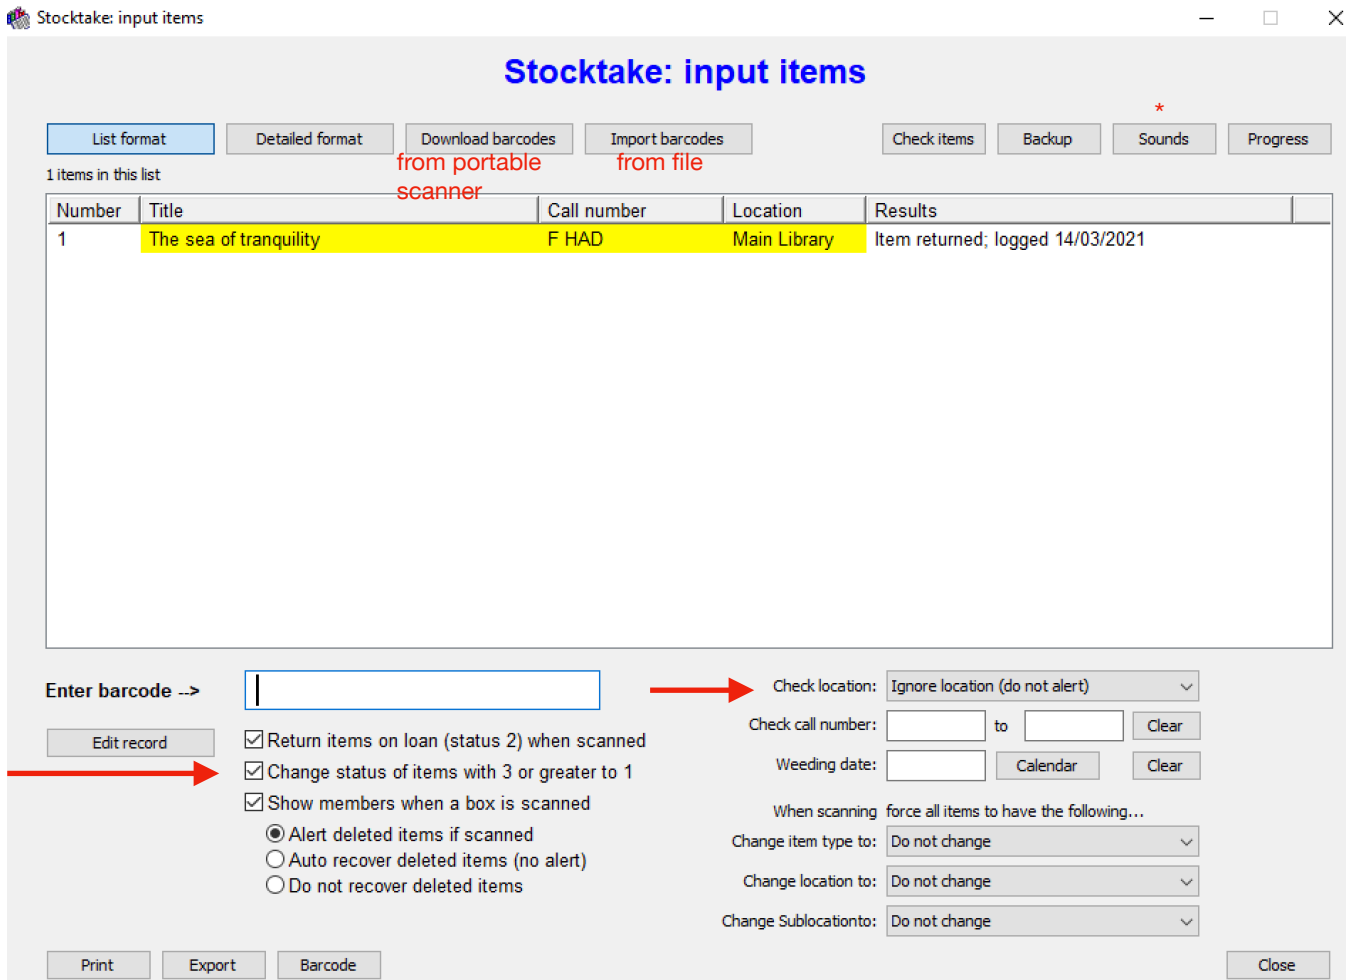 Stocktake: input items
Stocktake: input items
*
List format Detailed format Download barcodes Import barcodes Check items Backup Sounds Progress
from portable scanner from file
1 items in this list
Number Title Call number Location Results
1 The sea of tranquility F HAD Main Library Item returned; logged 14/03/2021
Enter barcode --> Check location: Ignore location (do not alert)
Check call number: to Clear
Edit record Return items on loan (status 2) when scanned
Weeding date: Calendar Clear
Change status of items with 3 or greater to 1
Show members when a box is scanned
When scanning force all items to have the following...
Alert deleted items if scanned
Change item type to: Do not change
Auto recover deleted items (no alert)
Do not recover deleted items
Change location to: Do not change
Change Sublocationto: Do not change
Print Export Barcode Close